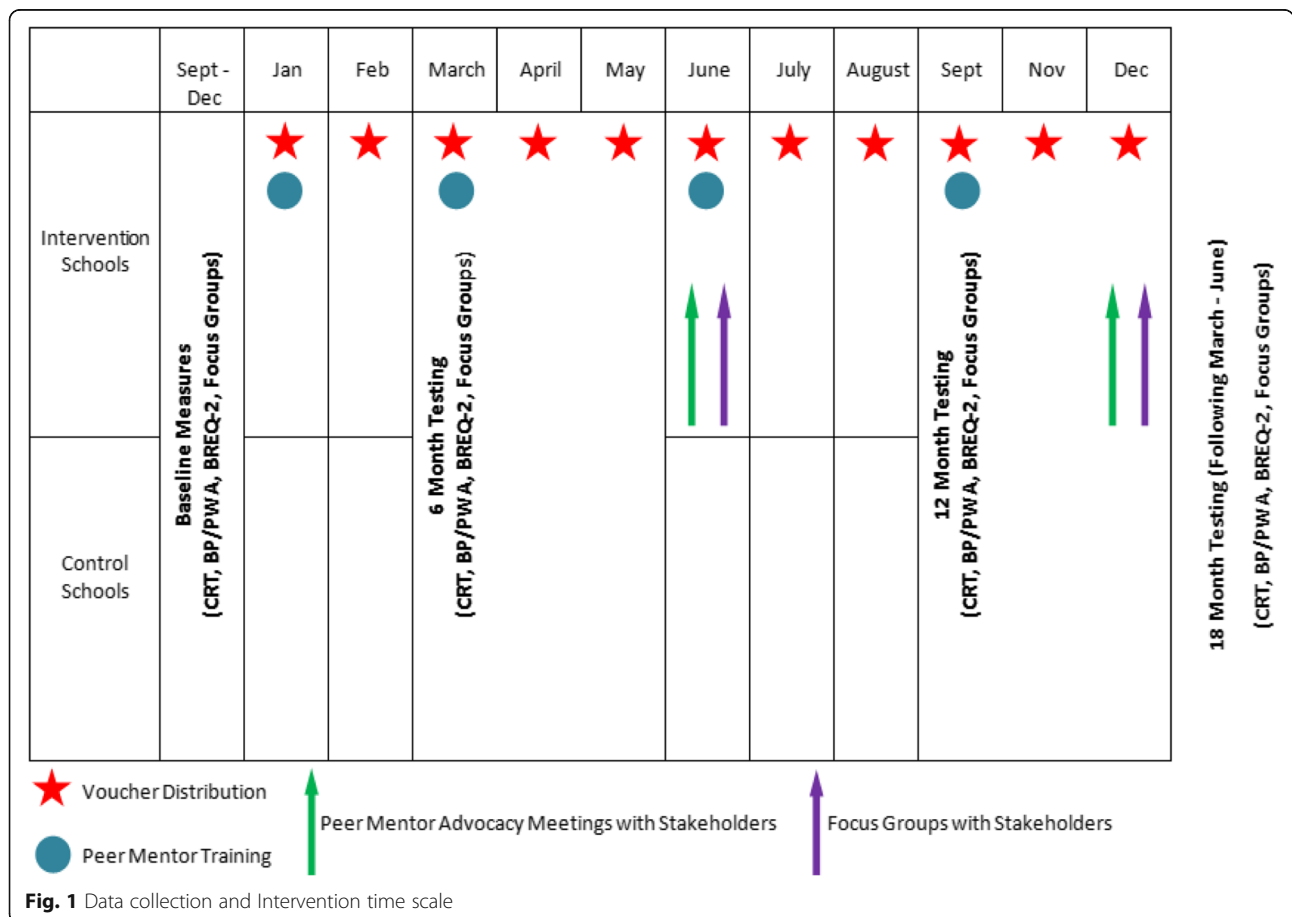 Sept -
Dec
Jan
Feb
March
April
May
June
July
August
Sept
Nov
Dec
Intervention
Schools
Control
Schools
Baseline Measures
(CRT, BP/PWA, BREQ-2, Focus Groups)
6 Month Testing
(CRT, BP/PWA, BREQ-2, Focus Groups)
12 Month Testing
(CRT, BP/PWA, BREQ-2, Focus Groups)
18 Month Testing (Following March - June)
(CRT, BP/PWA, BREQ-2, Focus Groups)
Voucher Distribution
Peer Mentor Training
Peer Mentor Advocacy Meetings with Stakeholders
Focus Groups with Stakeholders
Fig. 1 Data collection and Intervention time scale